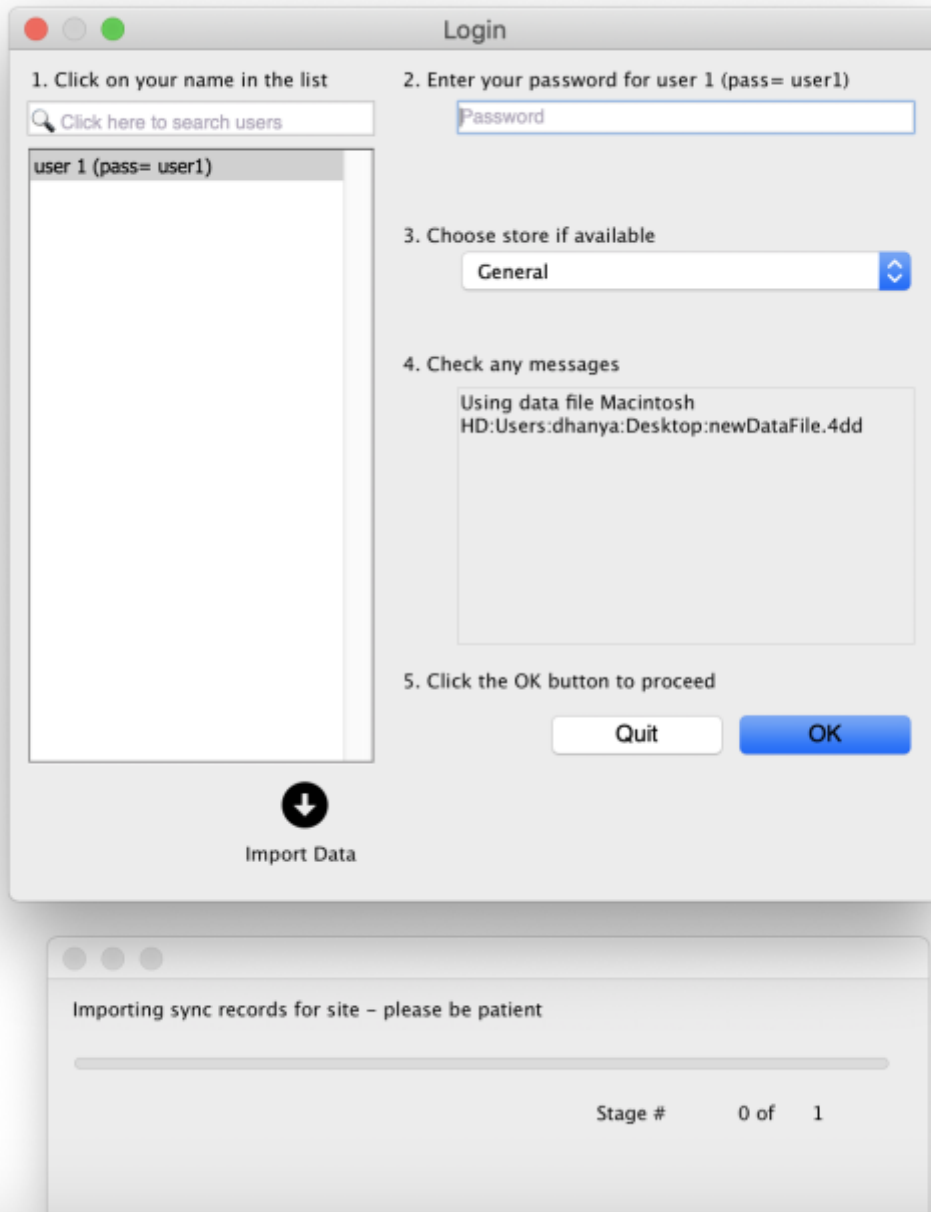 Login
1. Click on your name in the list
Click here to search users
user 1 (pass= user1)
2. Enter your password for user 1 (pass= user1)
Password
3. Choose store if available
General
4. Check any messages
Using data file Macintosh
HD:Users:dhanya:Desktop:newDataFile.4dd
5. Click the OK button to proceed
Quit
OK
Import Data
Importing sync records for site – please be patient
Stage # 0 of 1